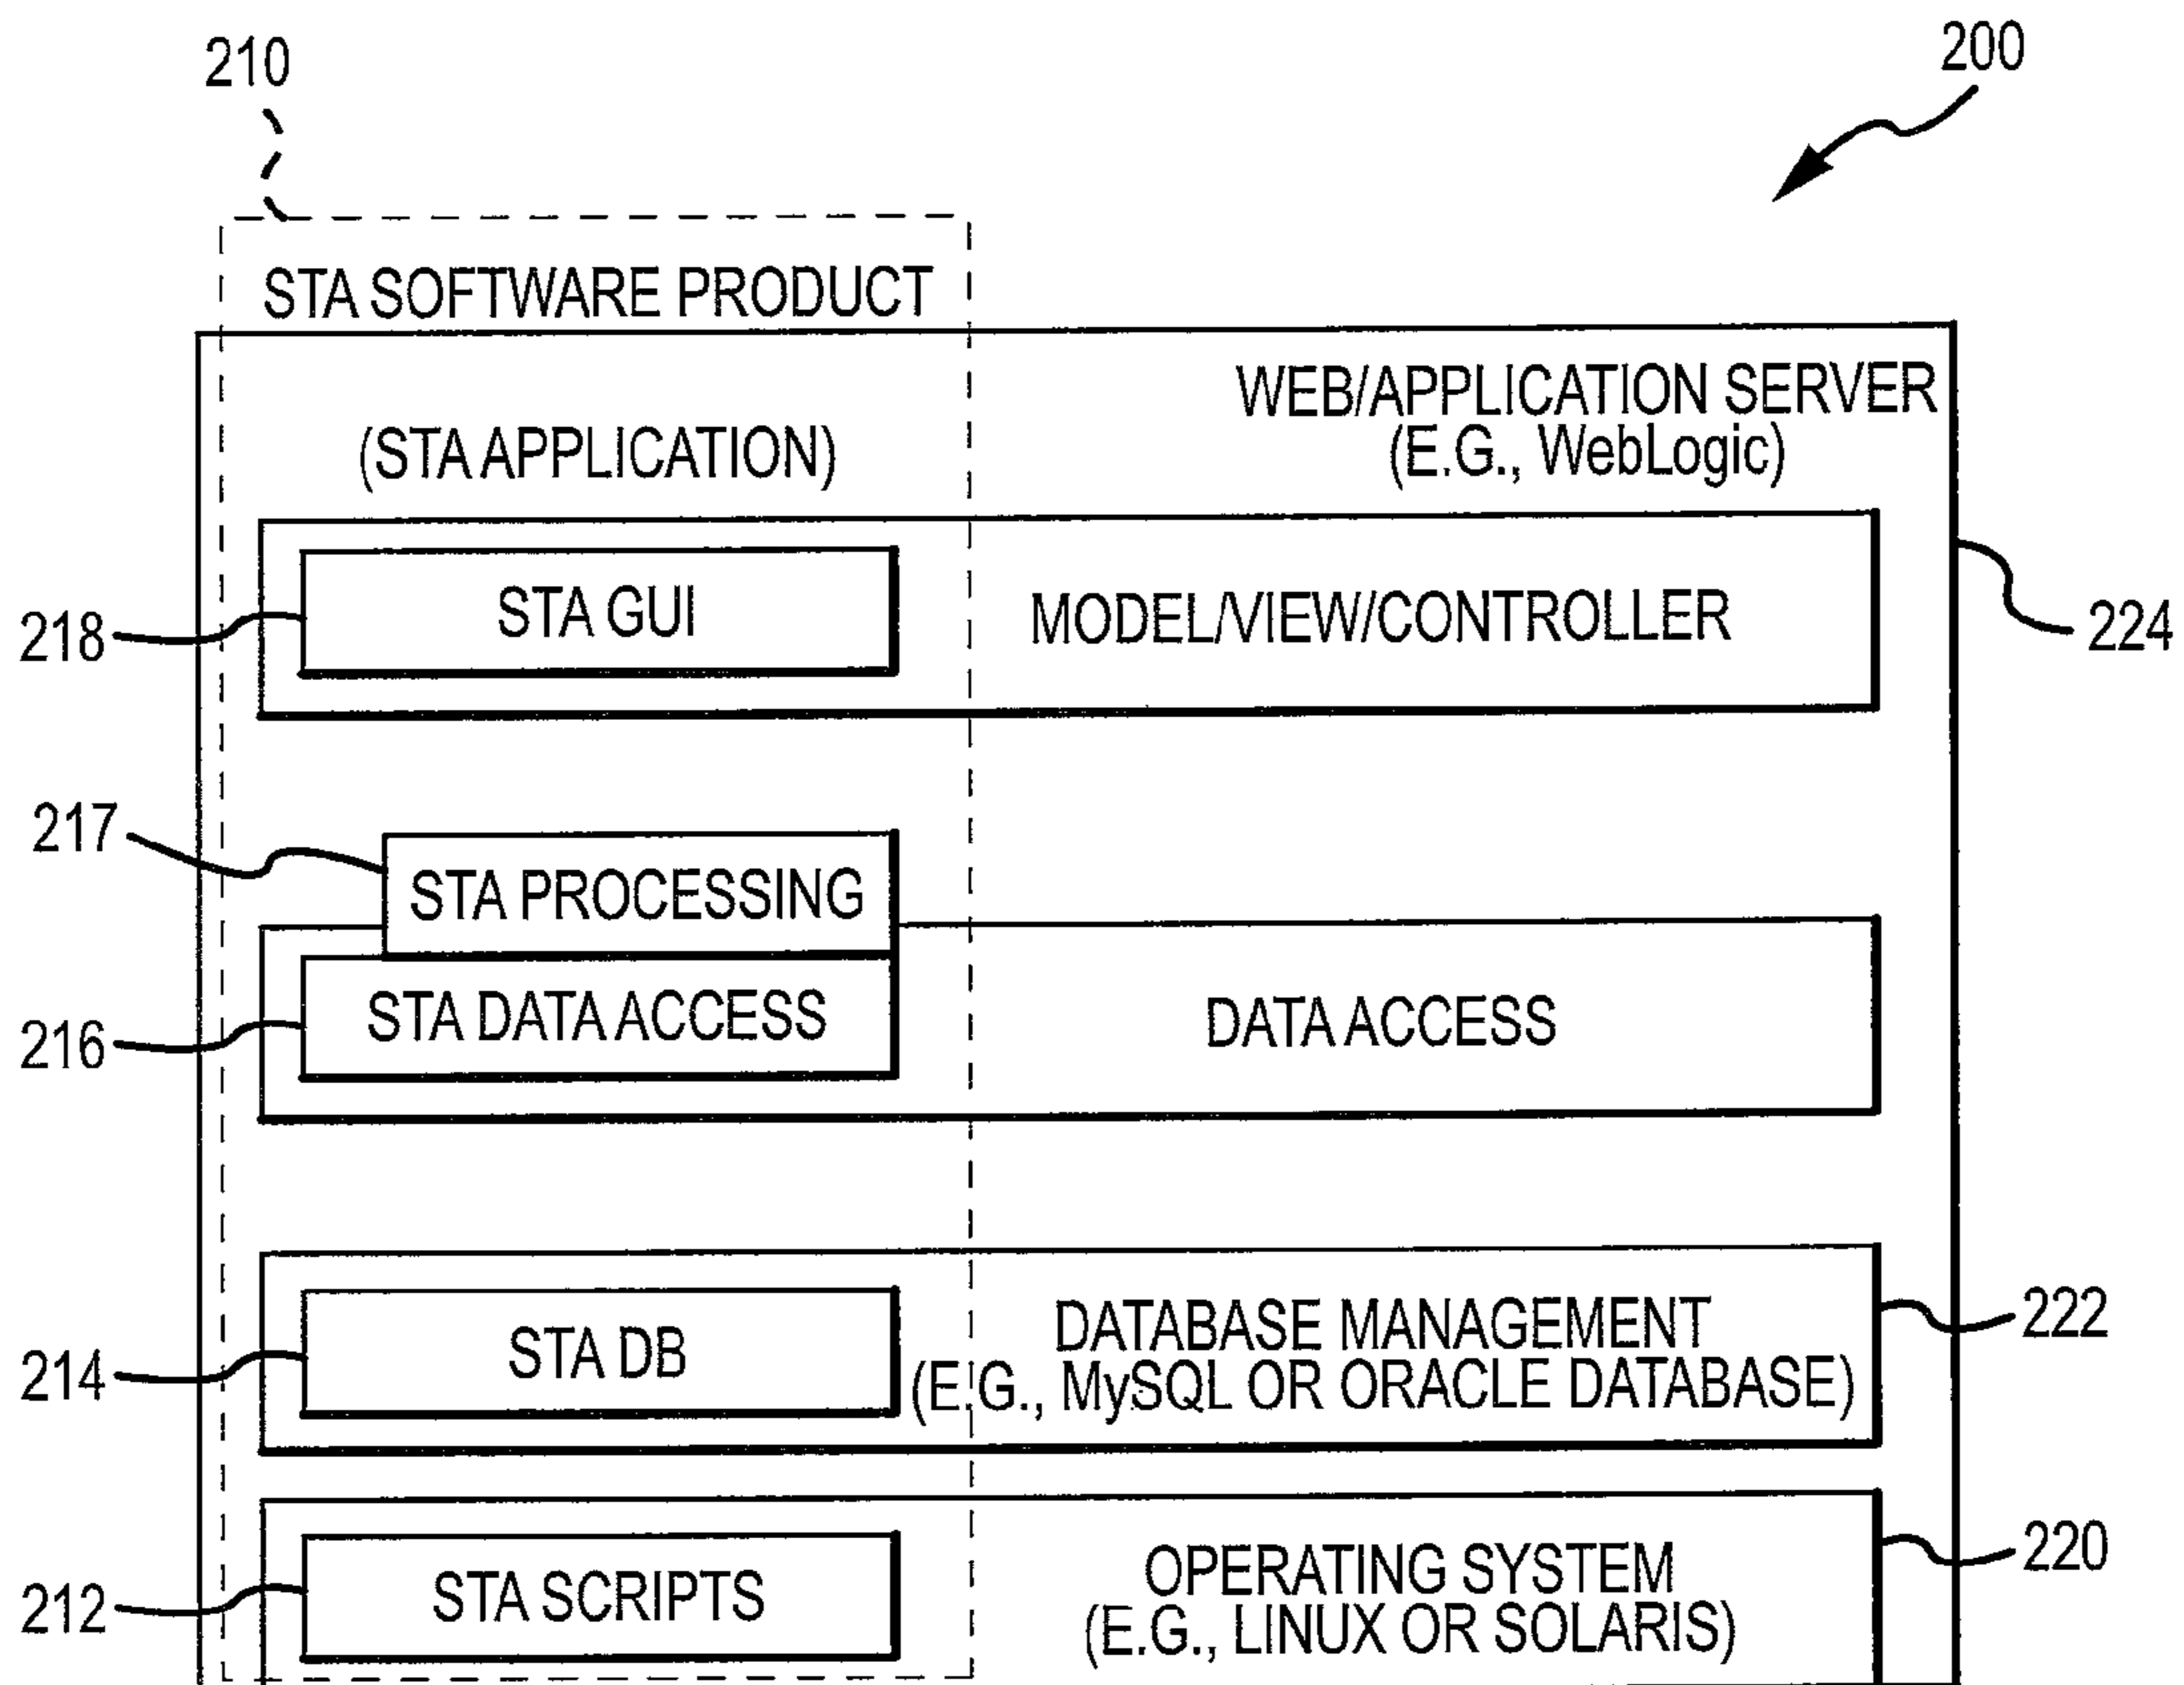 210
200
STA SOFTWARE PRODUCT
WEB/APPLICATION SERVER
(E.G., WebLogic)
(STA APPLICATION)
STA GUI
MODEL/VIEW/CONTROLLER
218
224
217
STA PROCESSING
STA DATA ACCESS
DATA ACCESS
216
STA DB
DATABASE MANAGEMENT
(E.G., MySQL OR ORACLE DATABASE)
222
214
STA SCRIPTS
OPERATING SYSTEM
(E.G., LINUX OR SOLARIS)
220
212